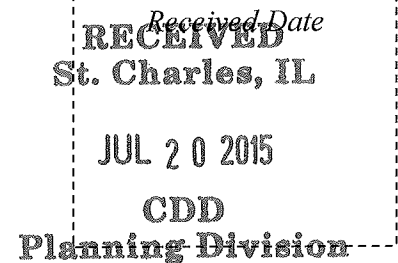 Received Date
RECEIVED
St. Charles, IL
JUL 20 2015
CDD
Planning Division